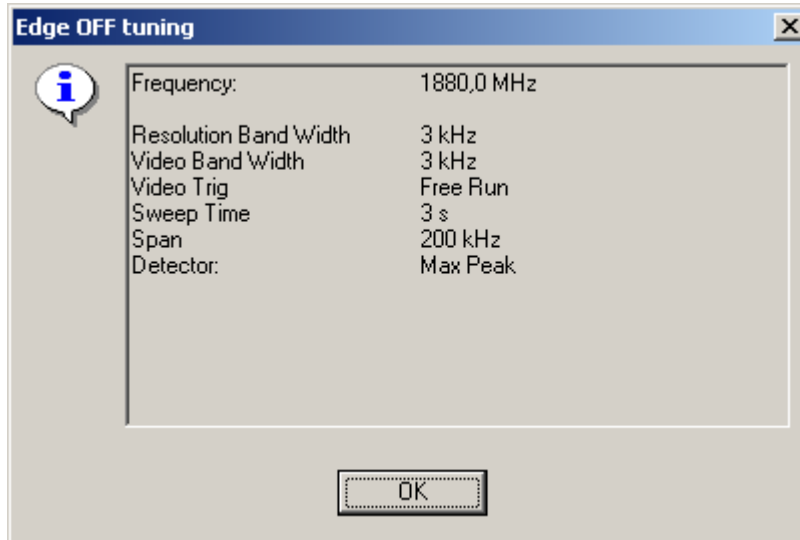 Edge OFF tuning
Frequency: 1880,0 MHz
Resolution Band Width 3 kHz
Video Band Width 3 kHz
Video Trig Free Run
Sweep Time 3 s
Span 200 kHz
Detector: Max Peak
OK